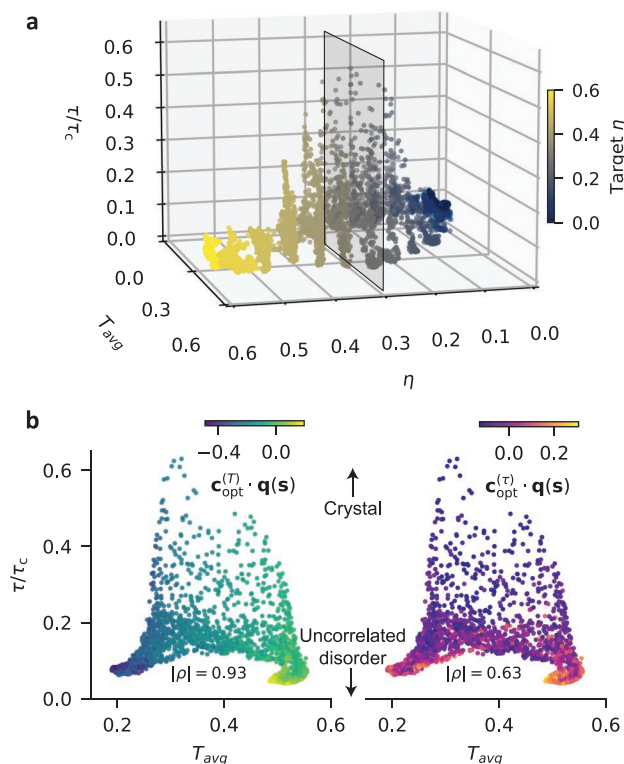 a
0.6
0.5
0.4
0.3
0.2
0.1
0.0
τ/τc
0.0
0.3
0.6
Tavg
0.6 0.5 0.4 0.3 0.2 0.1 0.0
η
0.6
0.4
0.2
0.0
Target η
b
−0.4 0.0
c(T)opt · q(s)
0.0 0.2
c(τ)opt · q(s)
Crystal
Uncorrelated
disorder
|ρ| = 0.93
|ρ| = 0.63
0.6
0.4
0.2
0.0
τ/τc
0.2 0.4 0.6
Tavg
0.2 0.4 0.6
Tavg